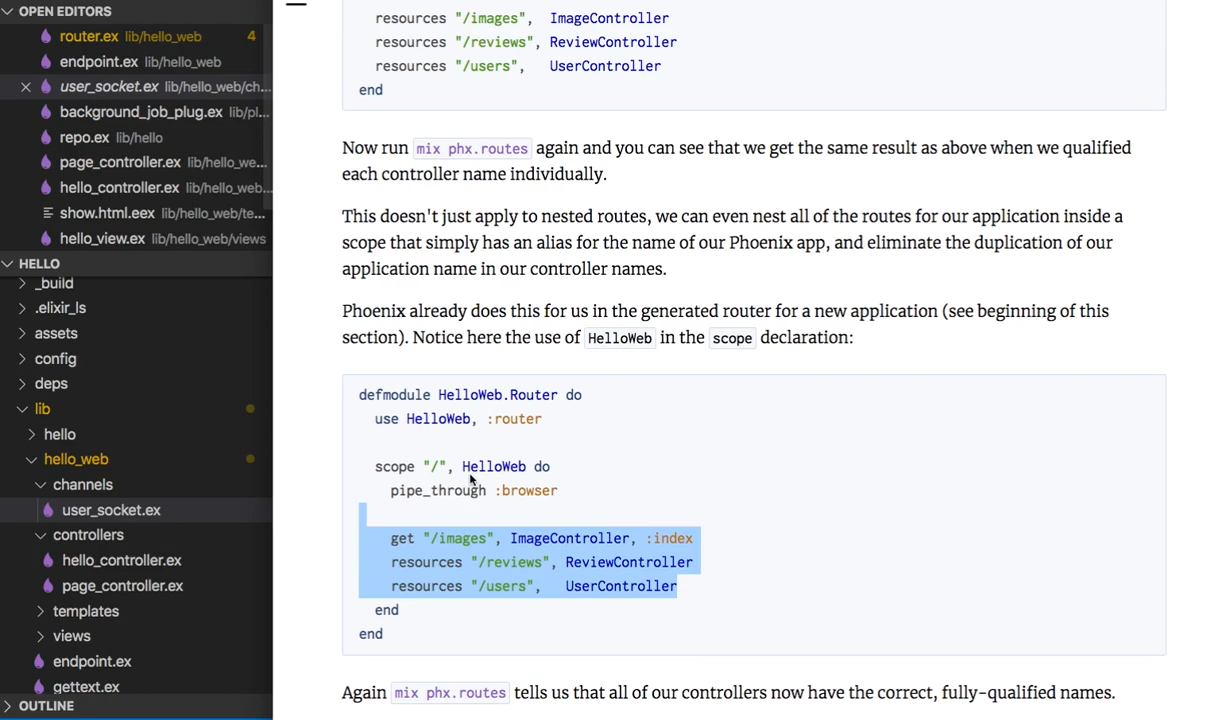 OPEN EDITORS
router.ex lib/hello_web 4
endpoint.ex lib/hello_web
user_socket.ex lib/hello_web/ch...
background_job_plug.ex lib/pl...
repo.ex lib/hello
page_controller.ex lib/hello_we...
hello_controller.ex lib/hello_web...
show.html.eex lib/hello_web/te...
hello_view.ex lib/hello_web/views
HELLO
_build
.elixir_ls
assets
config
deps
lib
hello
hello_web
channels
user_socket.ex
controllers
hello_controller.ex
page_controller.ex
templates
views
endpoint.ex
gettext.ex
OUTLINE
resources "/images", ImageController
resources "/reviews", ReviewController
resources "/users", UserController
end
Now run mix phx.routes again and you can see that we get the same result as above when we qualified
each controller name individually.
This doesn't just apply to nested routes, we can even nest all of the routes for our application inside a
scope that simply has an alias for the name of our Phoenix app, and eliminate the duplication of our
application name in our controller names.
Phoenix already does this for us in the generated router for a new application (see beginning of this
section). Notice here the use of HelloWeb in the scope declaration:
defmodule HelloWeb.Router do
use HelloWeb, :router
scope "/", HelloWeb do
pipe_through :browser
get "/images", ImageController, :index
resources "/reviews", ReviewController
resources "/users", UserController
end
end
Again mix phx.routes tells us that all of our controllers now have the correct, fully-qualified names.